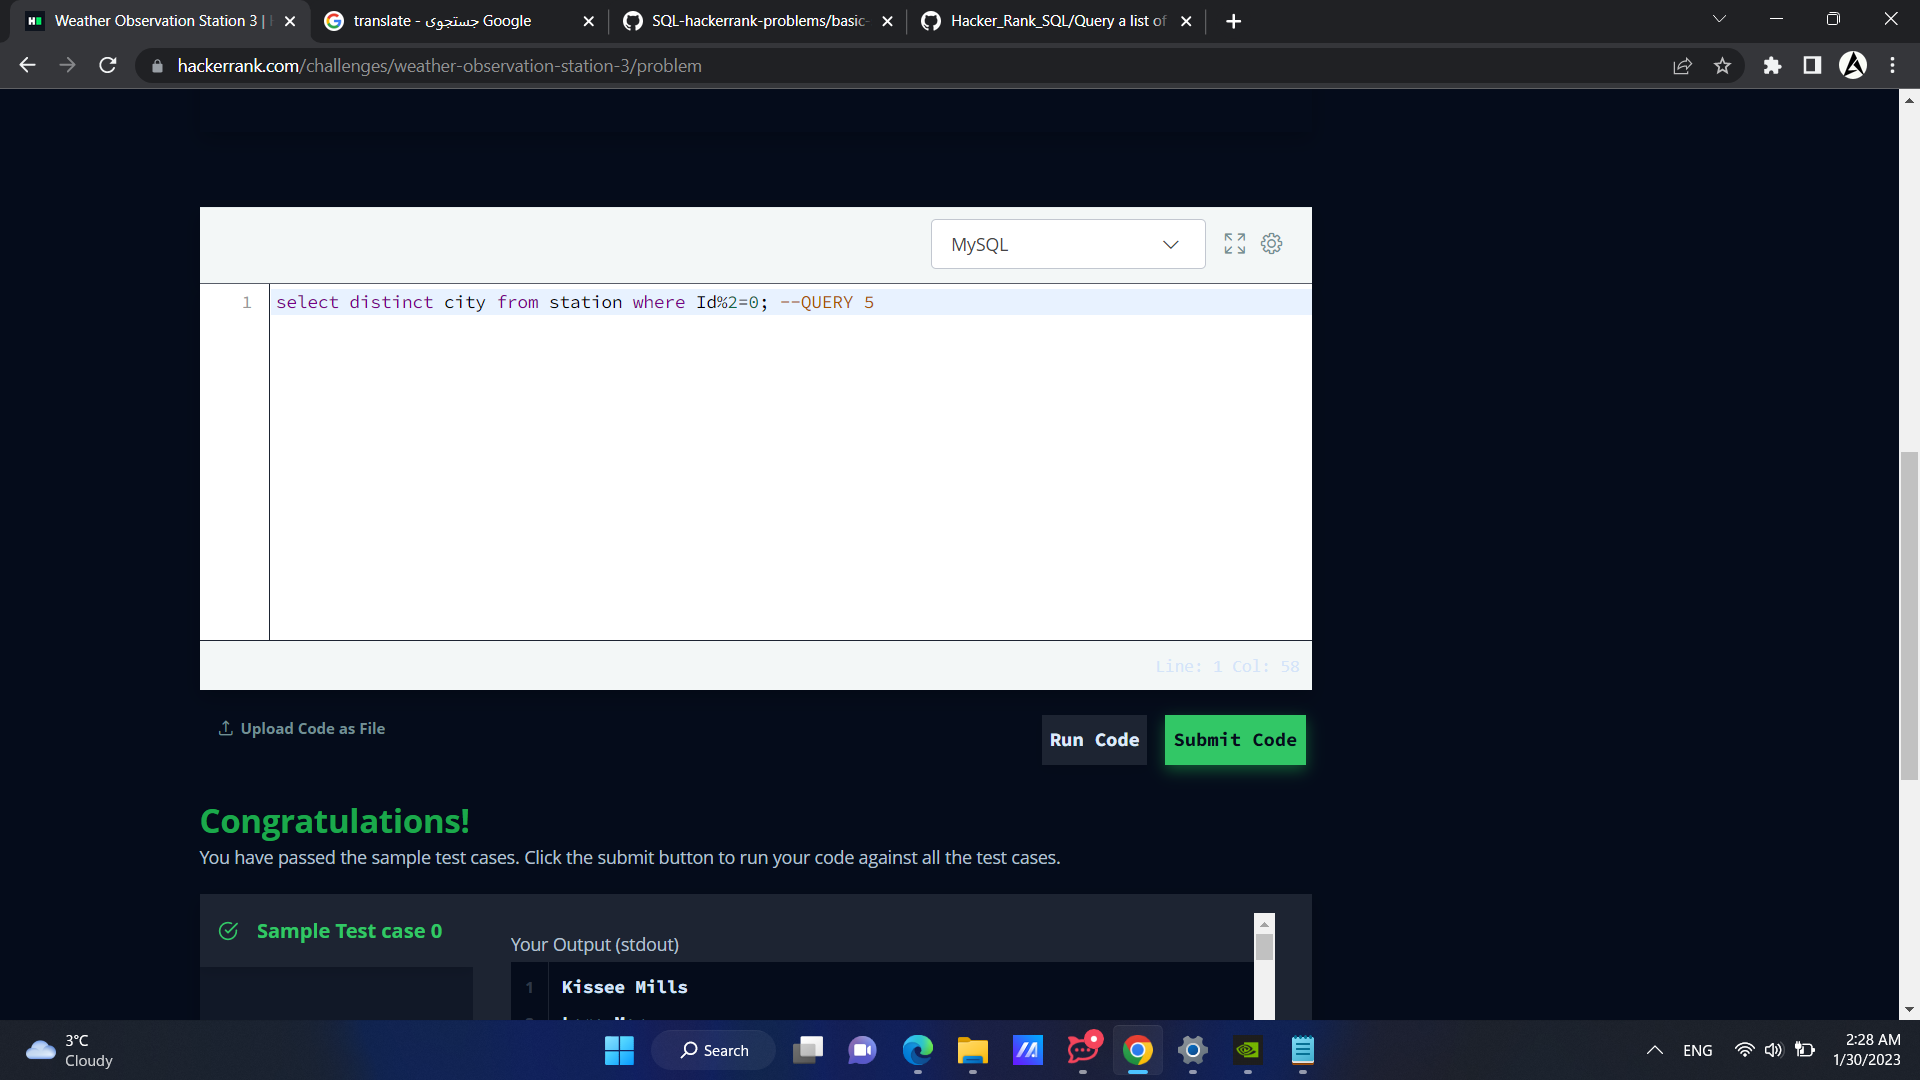 Weather Observation Station 3 |
translate - جستجوی Google
SQL-hackerrank-problems/basic-
Hacker_Rank_SQL/Query a list of
hackerrank.com/challenges/weather-observation-station-3/problem
MySQL
1 select distinct city from station where Id%2=0; --QUERY 5
Line: 1 Col: 58
Upload Code as File
Run Code
Submit Code
Congratulations!
You have passed the sample test cases. Click the submit button to run your code against all the test cases.
Sample Test case 0
Your Output (stdout)
1 Kissee Mills
3°C
Cloudy
Search
ENG
2:28 AM
1/30/2023